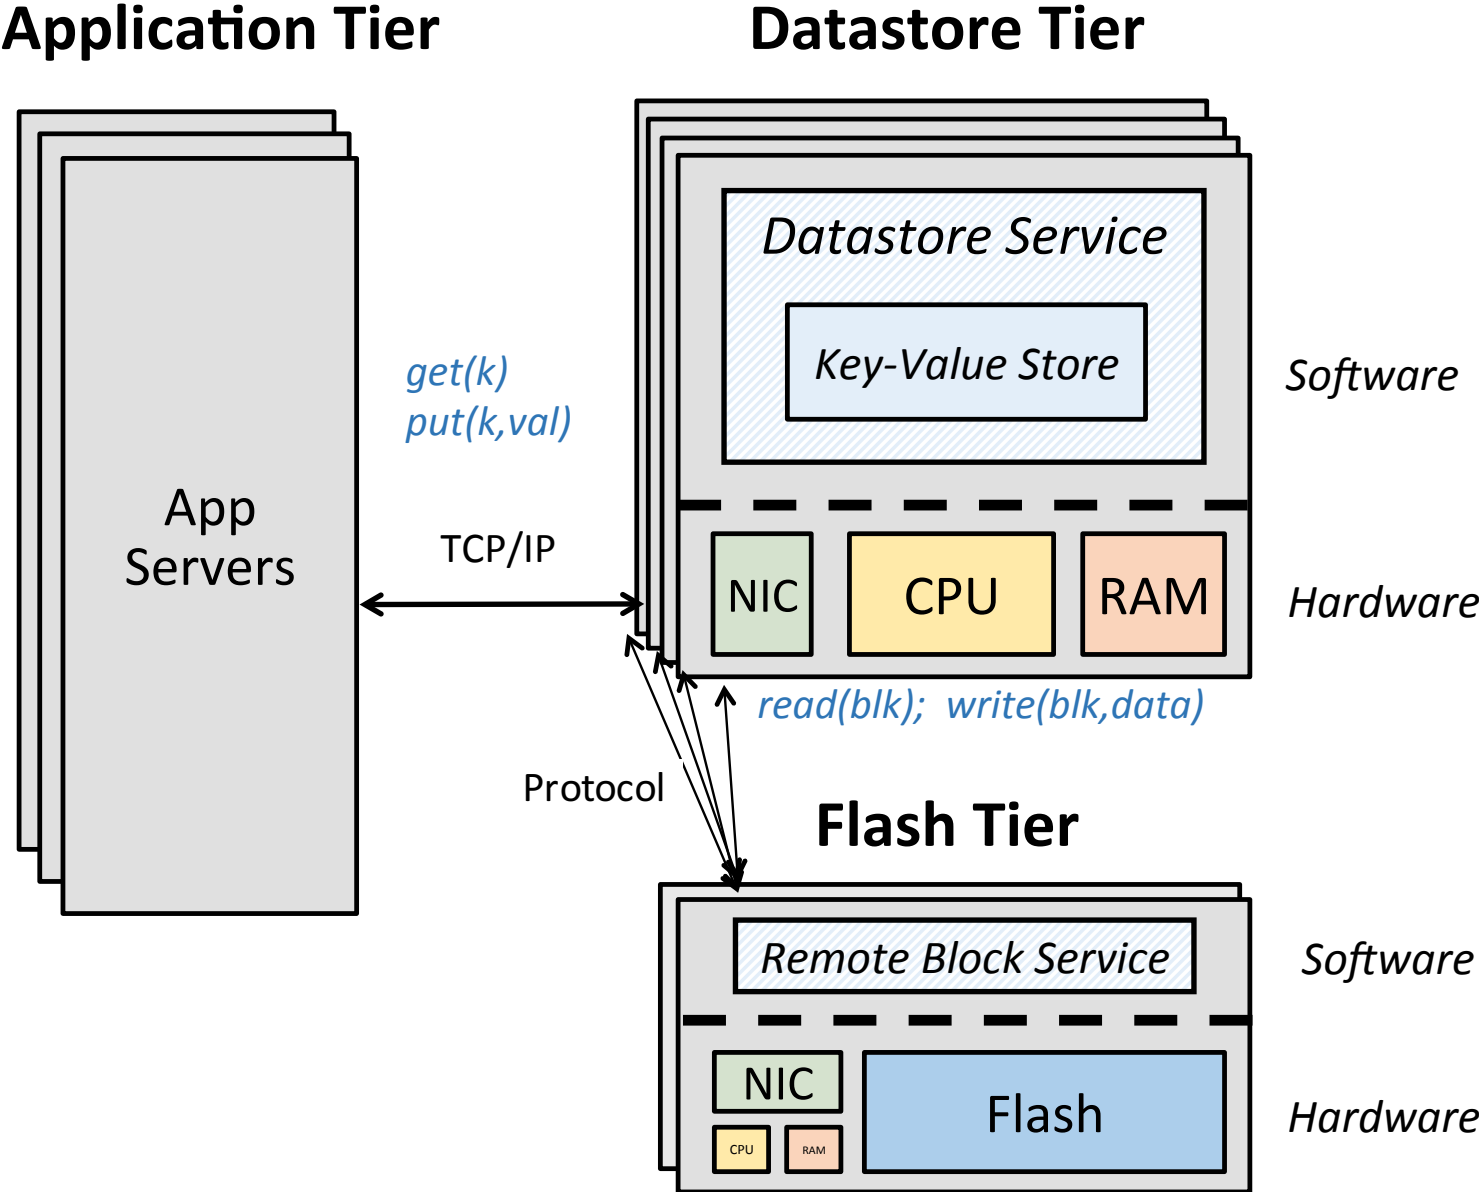 Application Tier
Datastore Tier
Datastore Service
Key-Value Store
Software
get(k)
put(k,val)
App
Servers
TCP/IP
NIC
CPU
RAM
Hardware
read(blk); write(blk,data)
Protocol
Flash Tier
Remote Block Service
Software
NIC
Flash
CPU
RAM
Hardware